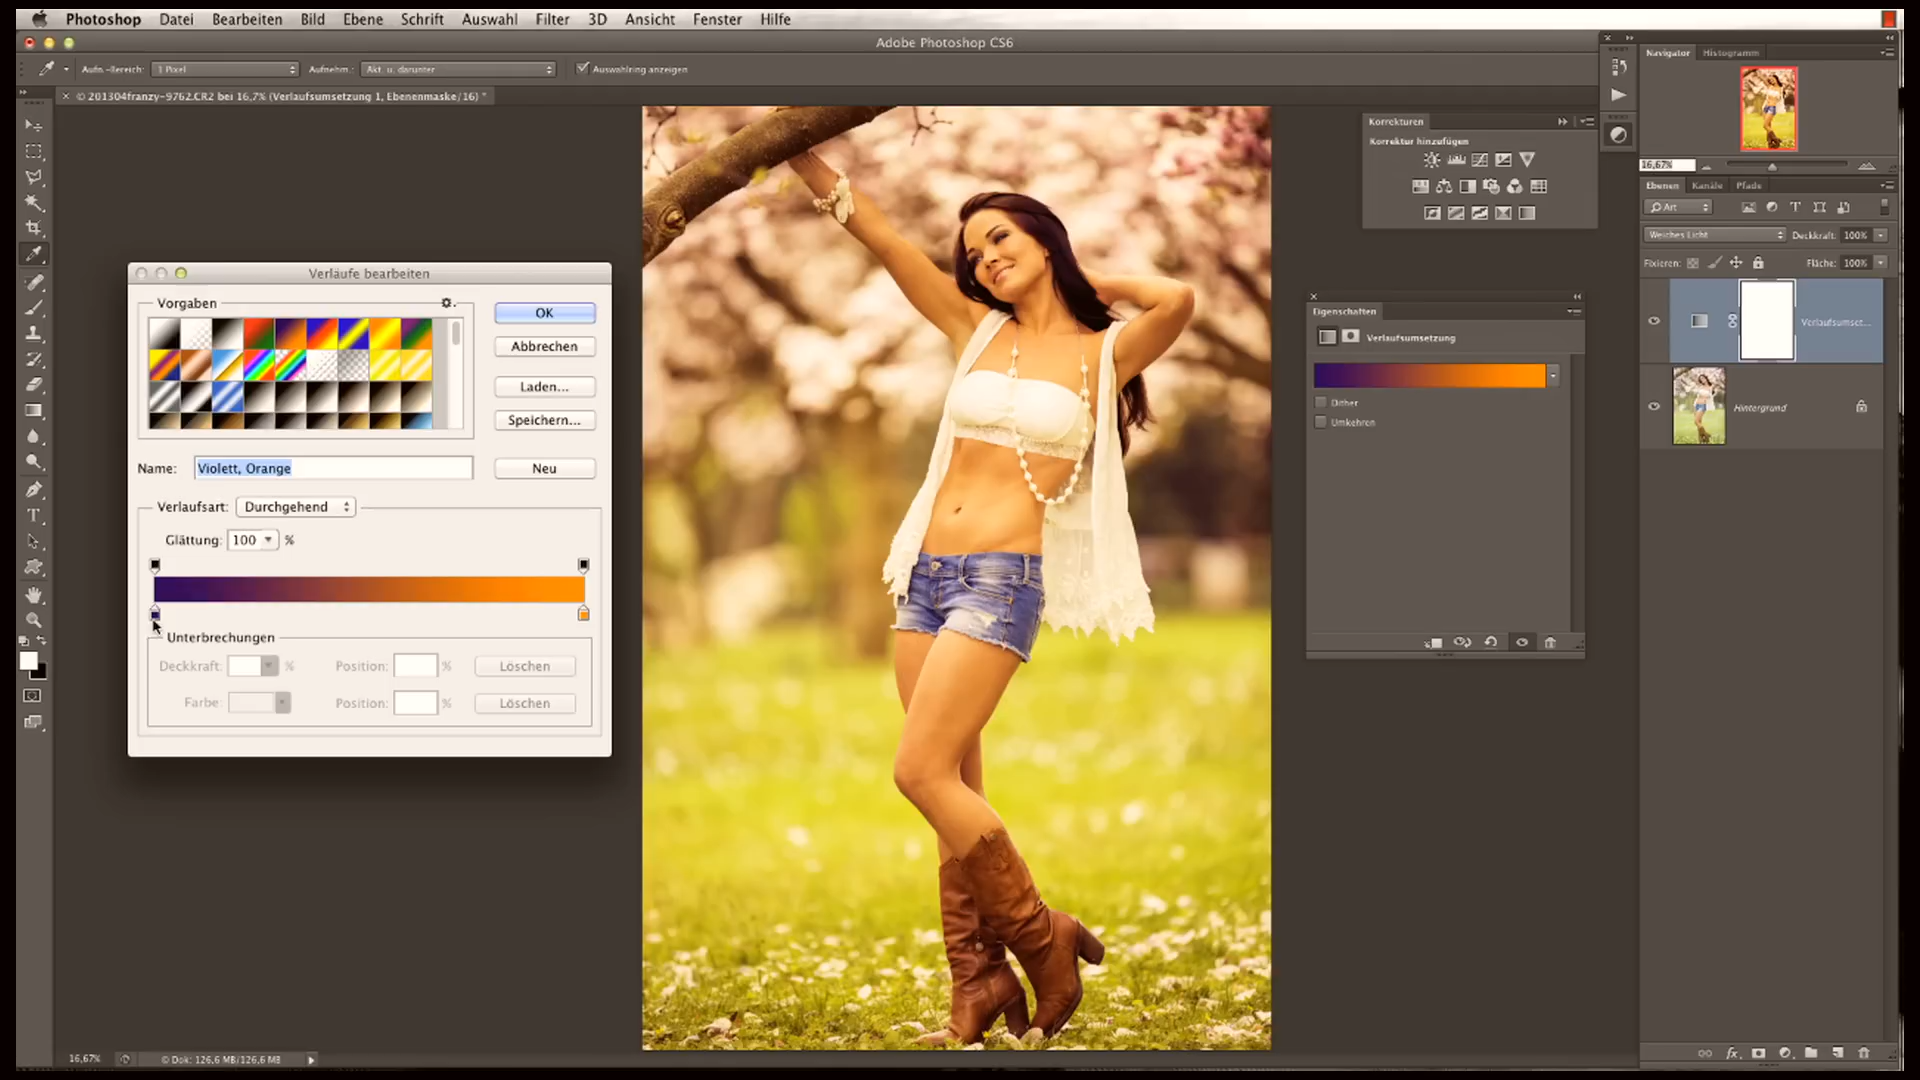 Photoshop Datei Bearbeiten Bild Ebene Schrift Auswahl Filter 3D Ansicht Fenster Hilfe
Adobe Photoshop CS6
Aufn.-Bereich: 1 Pixel Aufnehm.: Akt. u. darunter Auswahlring anzeigen
© 201304franzy-9762.CR2 bei 16,7% (Verlaufsumsetzung 1, Ebenenmaske/16) *
Navigator Histogramm
16,67%
Korrekturen
Korrektur hinzufügen
Ebenen Kanäle Pfade
Art
Weiches Licht Deckkraft: 100%
Fixieren: Fläche: 100%
Verlaufsumset...
Hintergrund
Eigenschaften
Verlaufsumsetzung
Dither
Umkehren
Verläufe bearbeiten
Vorgaben
OK
Abbrechen
Laden...
Speichern...
Name: Violett, Orange Neu
Verlaufsart: Durchgehend
Glättung: 100 %
Unterbrechungen
Deckkraft: % Position: % Löschen
Farbe: Position: % Löschen
16,67% Dok: 126,6 MB/126,6 MB